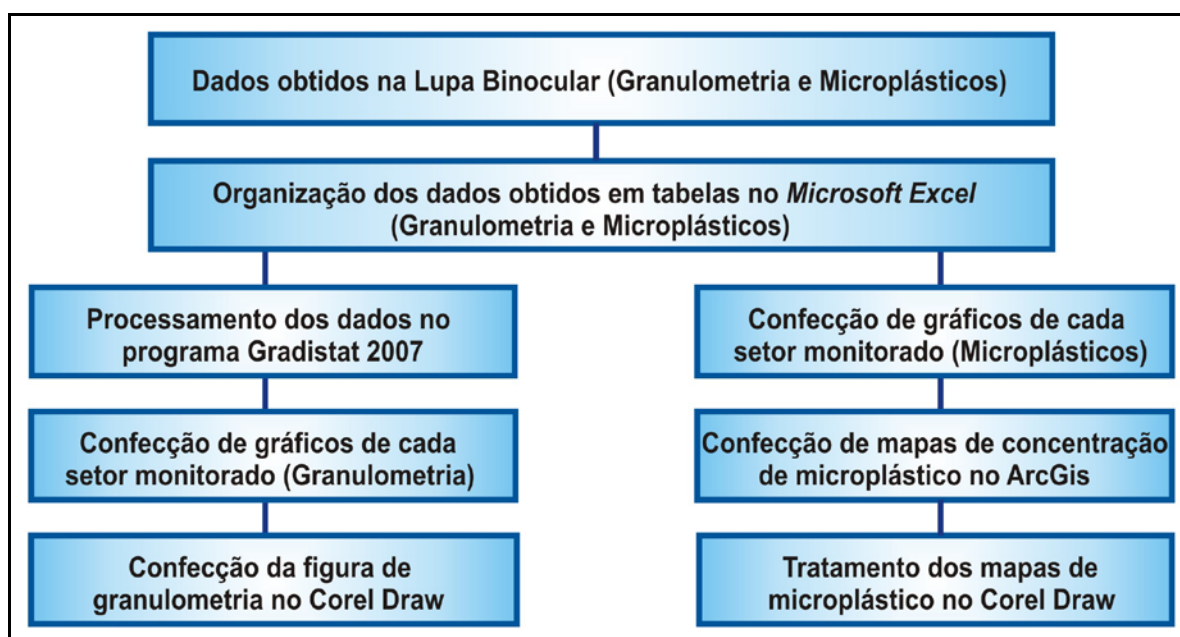 Dados obtidos na Lupa Binocular (Granulometria e Microplásticos)
Organização dos dados obtidos em tabelas no Microsoft Excel
(Granulometria e Microplásticos)
Processamento dos dados no
programa Gradistat 2007
Confecção de gráficos de cada
setor monitorado (Granulometria)
Confecção da figura de
granulometria no Corel Draw
Confecção de gráficos de cada
setor monitorado (Microplásticos)
Confecção de mapas de concentração
de microplástico no ArcGis
Tratamento dos mapas de
microplástico no Corel Draw